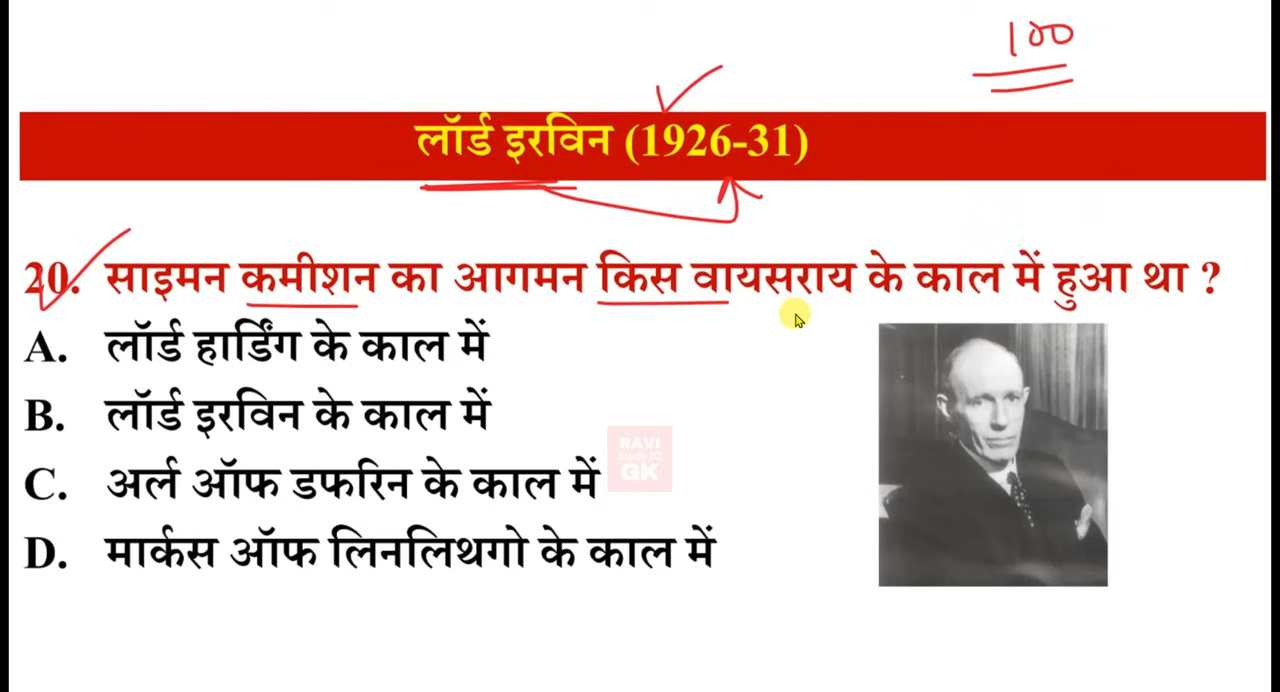 100
लॉर्ड इरविन (1926-31)
20. साइमन कमीशन का आगमन किस वायसराय के काल में हुआ था ?
A. लॉर्ड हार्डिंग के काल में
B. लॉर्ड इरविन के काल में
C. अर्ल ऑफ डफरिन के काल में
D. मार्कस ऑफ लिनलिथगो के काल में
RAVI
Study IQ
GK